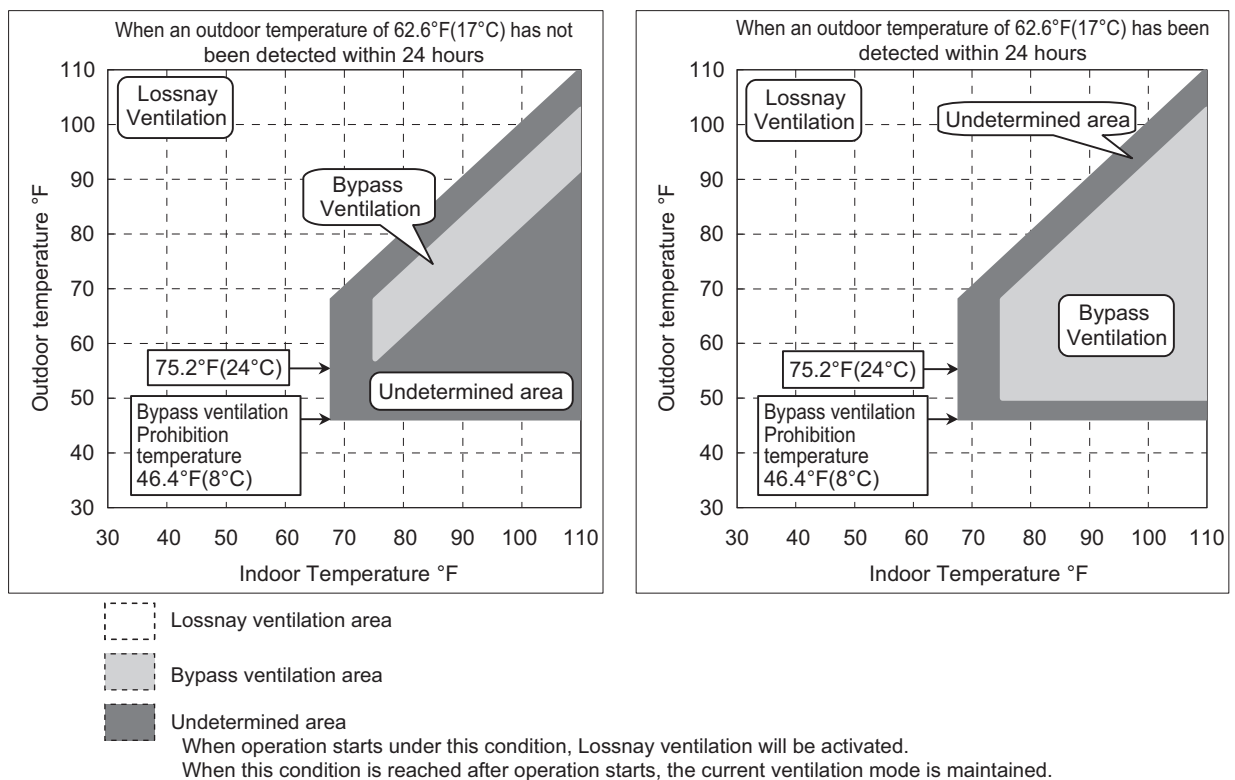 When an outdoor temperature of 62.6°F(17°C) has not
been detected within 24 hours
110
100
90
80
70
60
50
40
30
Outdoor temperature °F
Lossnay
Ventilation
Bypass
Ventilation
75.2°F(24°C)
Undetermined area
Bypass ventilation
Prohibition
temperature
46.4°F(8°C)
30 40 50 60 70 80 90 100 110
Indoor Temperature °F
When an outdoor temperature of 62.6°F(17°C) has been
detected within 24 hours
110
100
90
80
70
60
50
40
30
Outdoor temperature °F
Lossnay
Ventilation
Undetermined area
Bypass
Ventilation
75.2°F(24°C)
Bypass ventilation
Prohibition
temperature
46.4°F(8°C)
30 40 50 60 70 80 90 100 110
Indoor Temperature °F
Lossnay ventilation area
Bypass ventilation area
Undetermined area
When operation starts under this condition, Lossnay ventilation will be activated.
When this condition is reached after operation starts, the current ventilation mode is maintained.